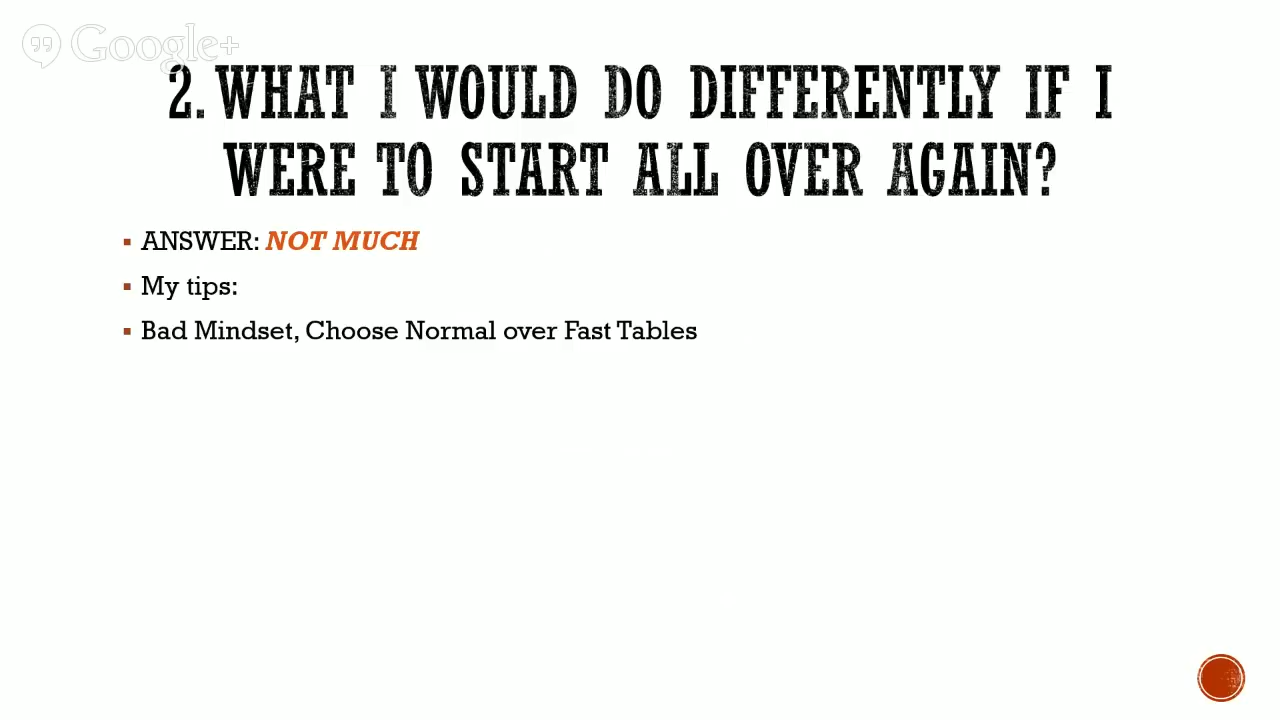 Google+
2. WHAT I WOULD DO DIFFERENTLY IF I
WERE TO START ALL OVER AGAIN?
ANSWER: NOT MUCH
My tips:
Bad Mindset, Choose Normal over Fast Tables